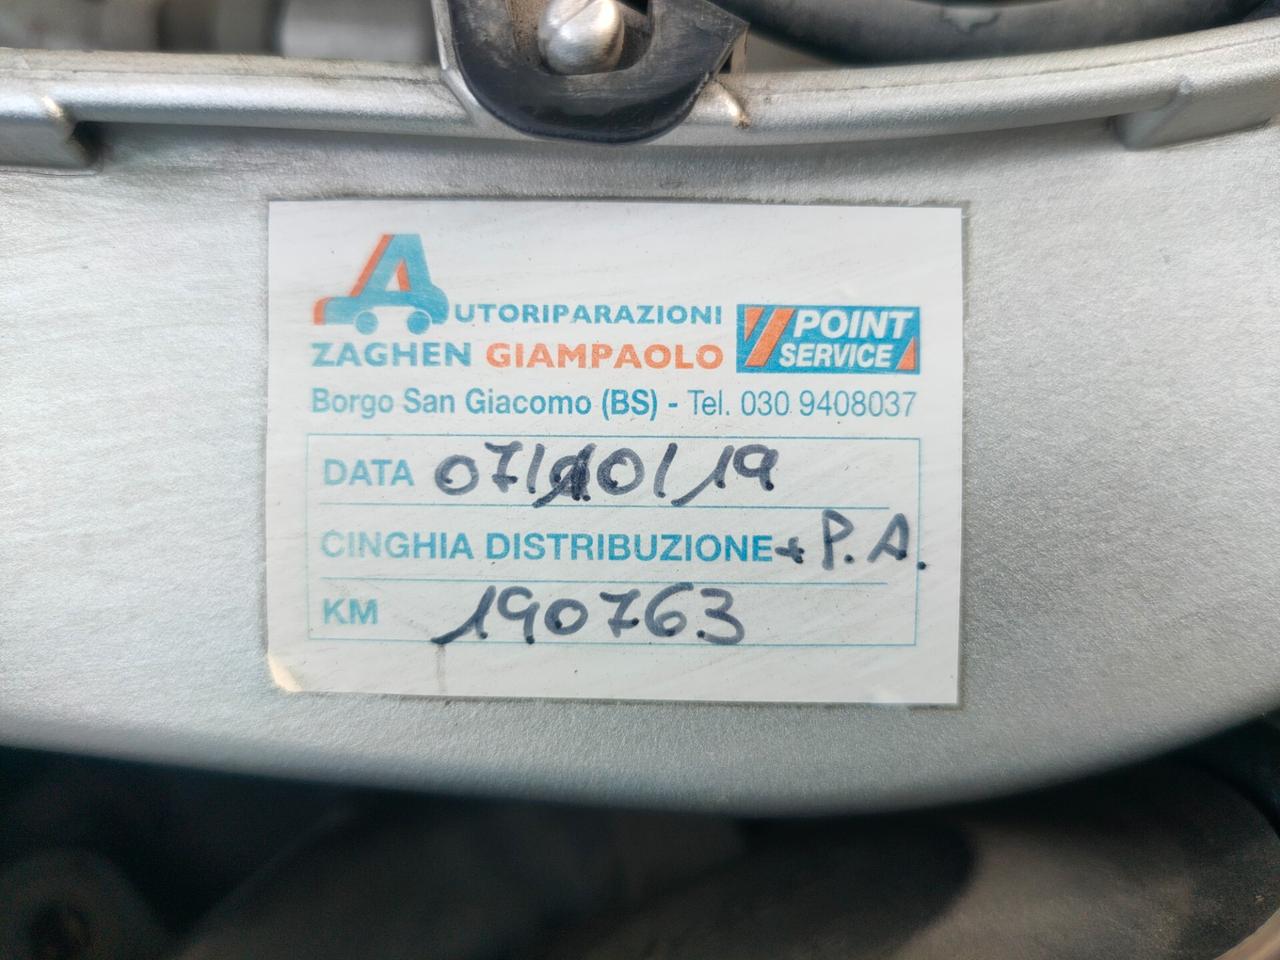 AUTORIPARAZIONI
ZAGHEN GIAMPAOLO
POINT
SERVICE
Borgo San Giacomo (BS) - Tel. 030 9408037
DATA 07/10/19
CINGHIA DISTRIBUZIONE + P.A.
KM 190763